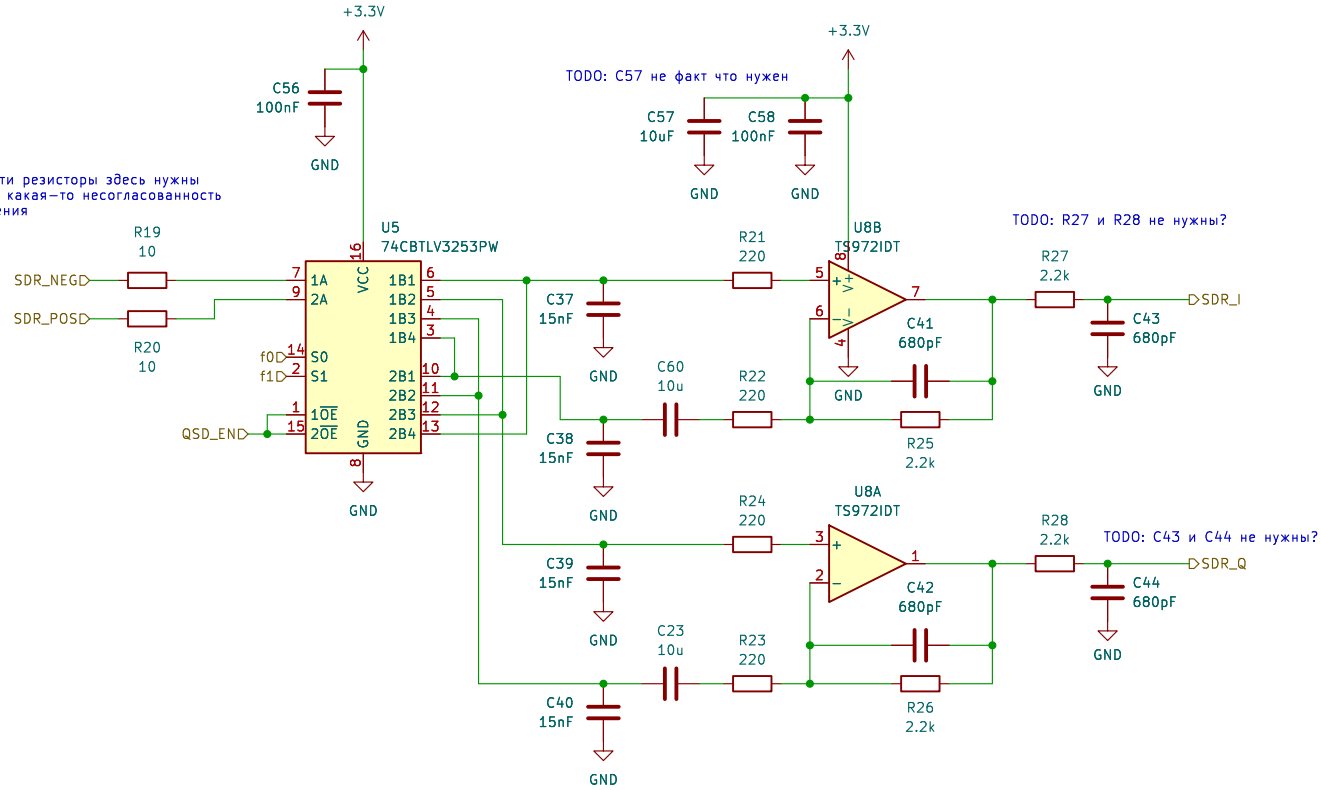 +3.3V
+3.3V
TODO: C57 не факт что нужен
C56
100nF
GND
C57
10uF
GND
C58
100nF
GND
резисторы здесь нужны
какая-то несогласованность
R19
10
SDR_NEG
SDR_POS
R20
10
f0
f1
QSD_EN
U5
74CBTLV3253PW
16
VCC
7 1A
9 2A
14 S0
2 S1
1 1OE
15 2OE
GND
8
GND
1B1 6
1B2 5
1B3 4
1B4 3
2B1 10
2B2 11
2B3 12
2B4 13
C37
15nF
GND
R21
220
U8B
TS972IDT
8
V+
5 +
6 −
V−
4
7
GND
C60
10u
R22
220
C38
15nF
GND
C41
680pF
R25
2.2k
TODO: R27 и R28 не нужны?
R27
2.2k
SDR_I
C43
680pF
GND
R24
220
U8A
TS972IDT
3 +
2 −
1
C39
15nF
GND
C23
10u
R23
220
C40
15nF
GND
C42
680pF
R26
2.2k
R28
2.2k
TODO: C43 и C44 не нужны?
SDR_Q
C44
680pF
GND